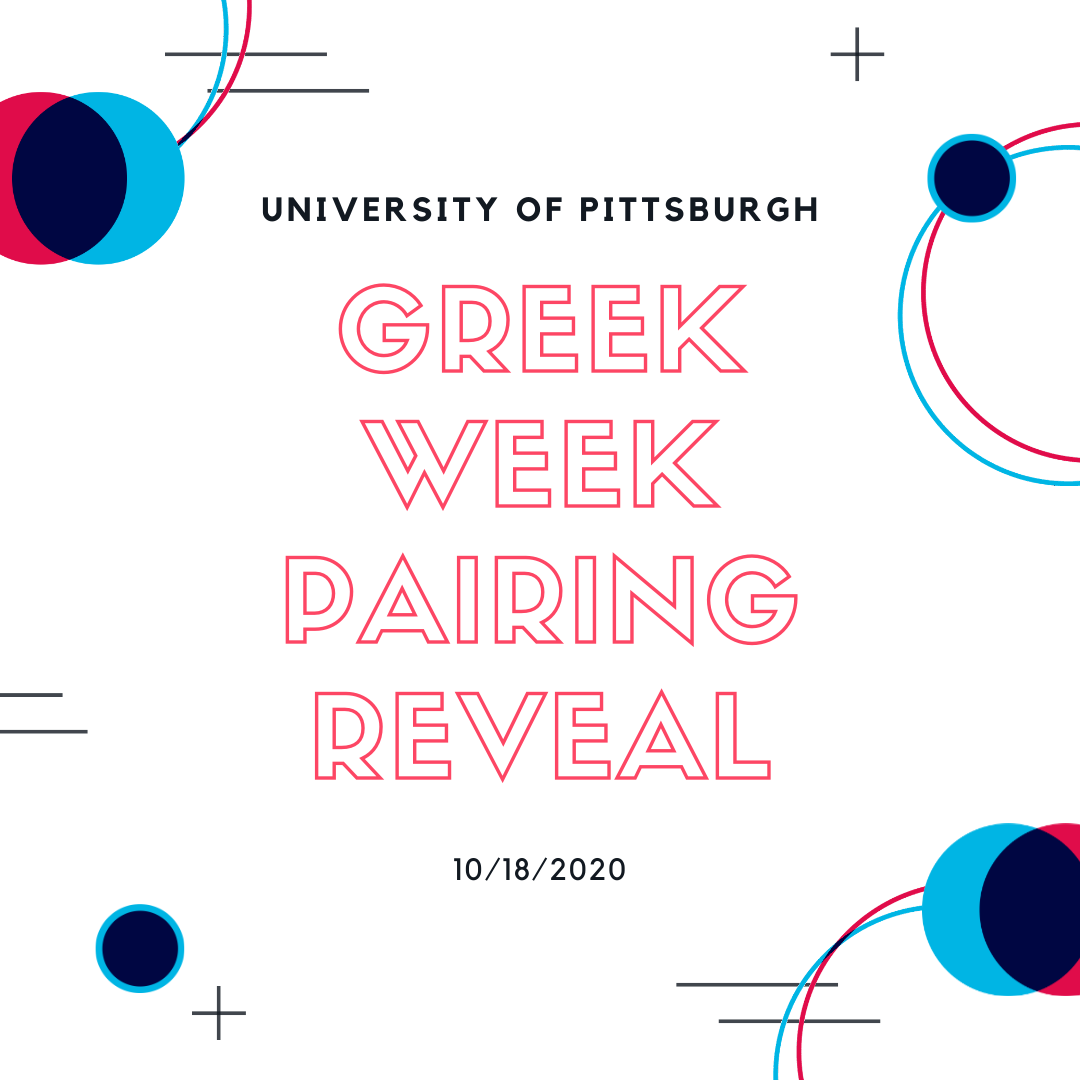 UNIVERSITY OF PITTSBURGH
GREEK
WEEK
PAIRING
REVEAL
10/18/2020